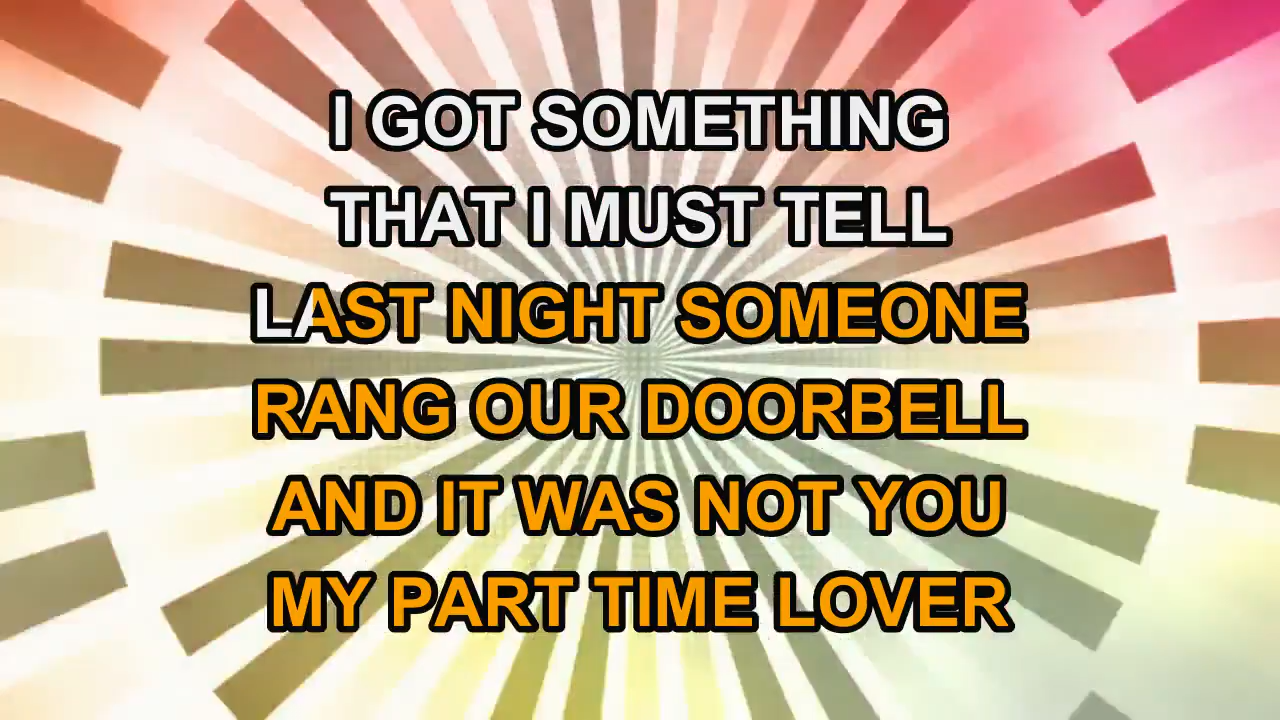 I GOT SOMETHING
THAT I MUST TELL
LAST NIGHT SOMEONE
RANG OUR DOORBELL
AND IT WAS NOT YOU
MY PART TIME LOVER